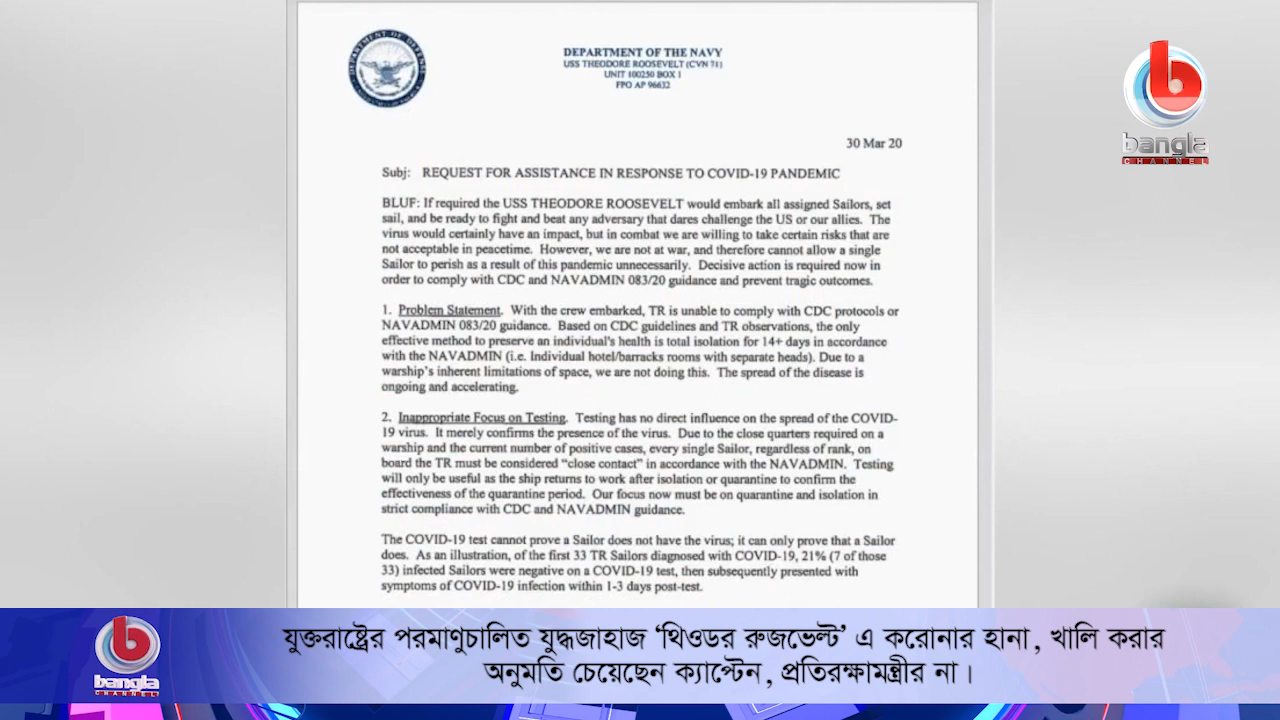 DEPARTMENT OF THE NAVY
USS THEODORE ROOSEVELT (CVN 71)
UNIT 100250 BOX 1
FPO AP 96632
30 Mar 20
Subj: REQUEST FOR ASSISTANCE IN RESPONSE TO COVID-19 PANDEMIC
BLUF: If required the USS THEODORE ROOSEVELT would embark all assigned Sailors, set
sail, and be ready to fight and beat any adversary that dares challenge the US or our allies. The
virus would certainly have an impact, but in combat we are willing to take certain risks that are
not acceptable in peacetime. However, we are not at war, and therefore cannot allow a single
Sailor to perish as a result of this pandemic unnecessarily. Decisive action is required now in
order to comply with CDC and NAVADMIN 083/20 guidance and prevent tragic outcomes.
1. Problem Statement. With the crew embarked, TR is unable to comply with CDC protocols or
NAVADMIN 083/20 guidance. Based on CDC guidelines and TR observations, the only
effective method to preserve an individual's health is total isolation for 14+ days in accordance
with the NAVADMIN (i.e. Individual hotel/barracks rooms with separate heads). Due to a
warship's inherent limitations of space, we are not doing this. The spread of the disease is
ongoing and accelerating.
2. Inappropriate Focus on Testing. Testing has no direct influence on the spread of the COVID-
19 virus. It merely confirms the presence of the virus. Due to the close quarters required on a
warship and the current number of positive cases, every single Sailor, regardless of rank, on
board the TR must be considered “close contact” in accordance with the NAVADMIN. Testing
will only be useful as the ship returns to work after isolation or quarantine to confirm the
effectiveness of the quarantine period. Our focus now must be on quarantine and isolation in
strict compliance with CDC and NAVADMIN guidance.
The COVID-19 test cannot prove a Sailor does not have the virus; it can only prove that a Sailor
does. As an illustration, of the first 33 TR Sailors diagnosed with COVID-19, 21% (7 of those
33) infected Sailors were negative on a COVID-19 test, then subsequently presented with
symptoms of COVID-19 infection within 1-3 days post-test.
b
bangla
CHANNEL
b
bangla
CHANNEL
যুক্তরাষ্ট্রের পরমাণুচালিত যুদ্ধজাহাজ ‘থিওডর রুজভেল্ট’ এ করোনার হানা, খালি করার
অনুমতি চেয়েছেন ক্যাপ্টেন, প্রতিরক্ষামন্ত্রীর না।